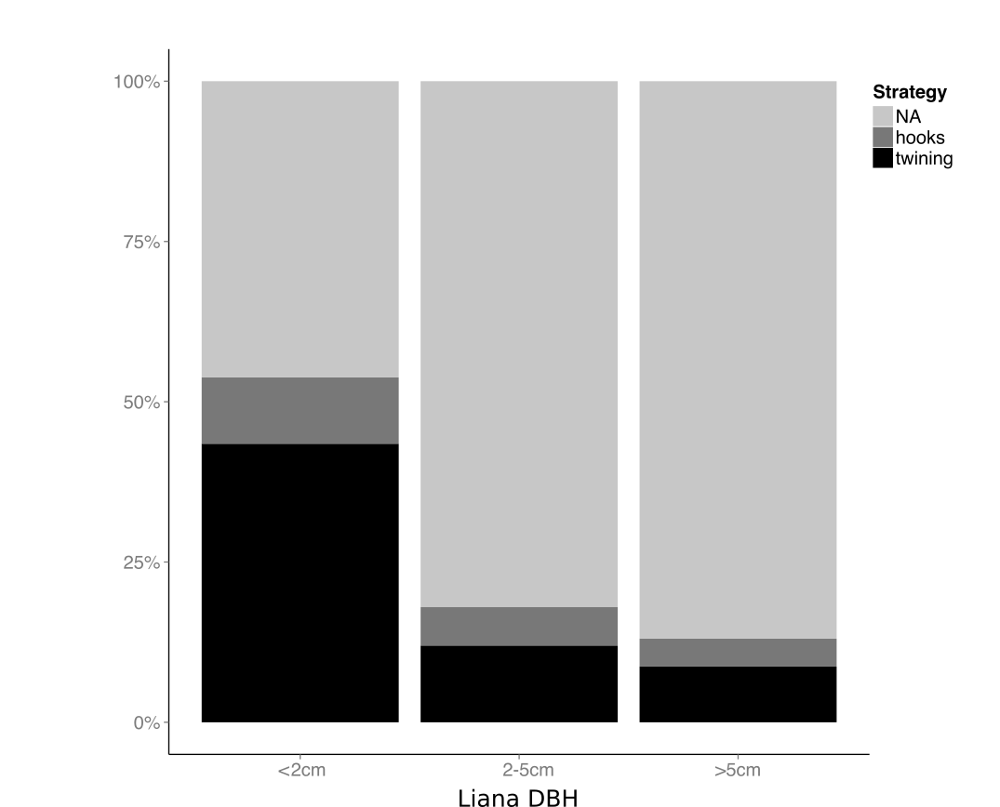 100%
75%
50%
25%
0%
<2cm
2-5cm
>5cm
Liana DBH
Strategy
NA
hooks
twining